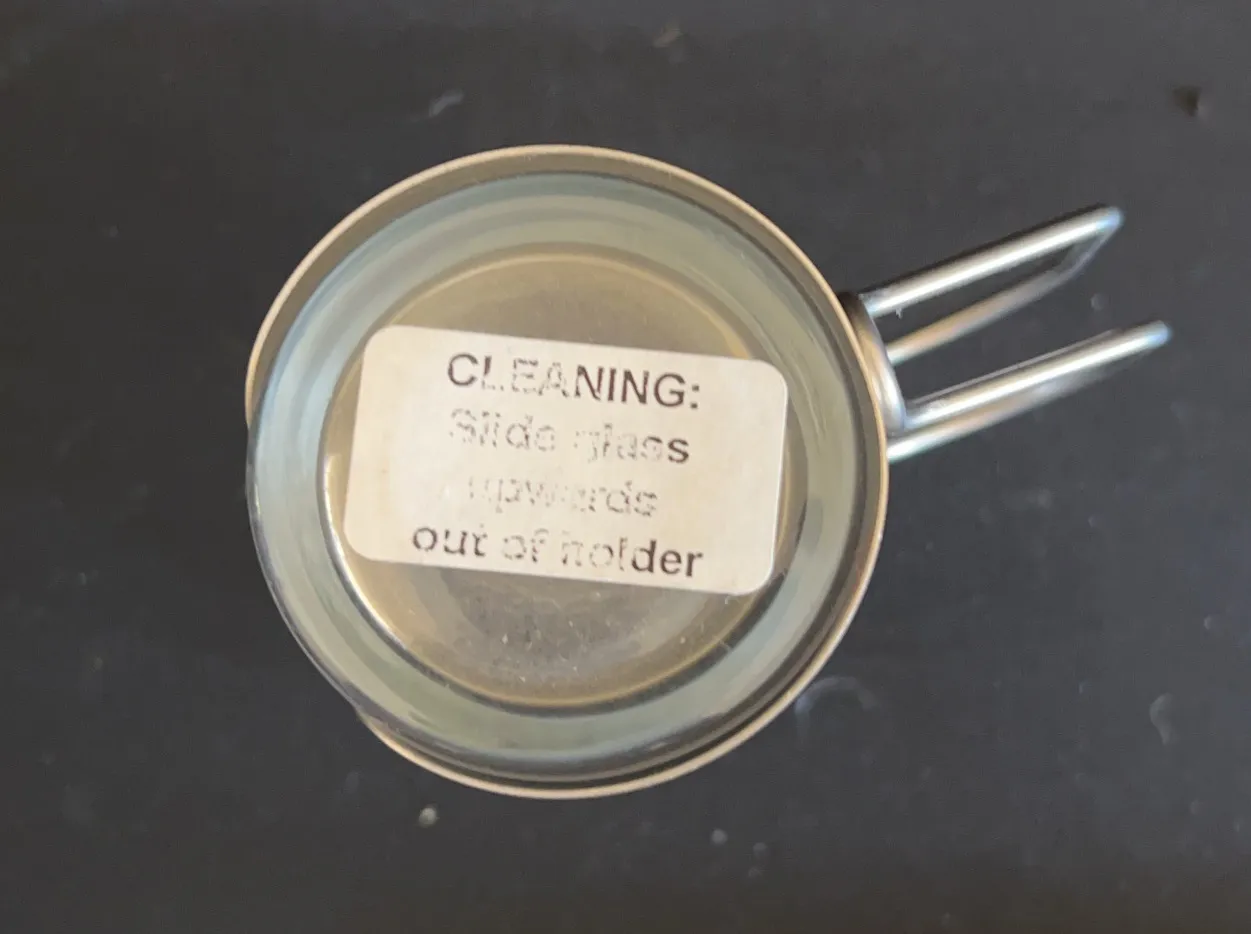 CLEANING:
Slide glass
upwards
out of holder